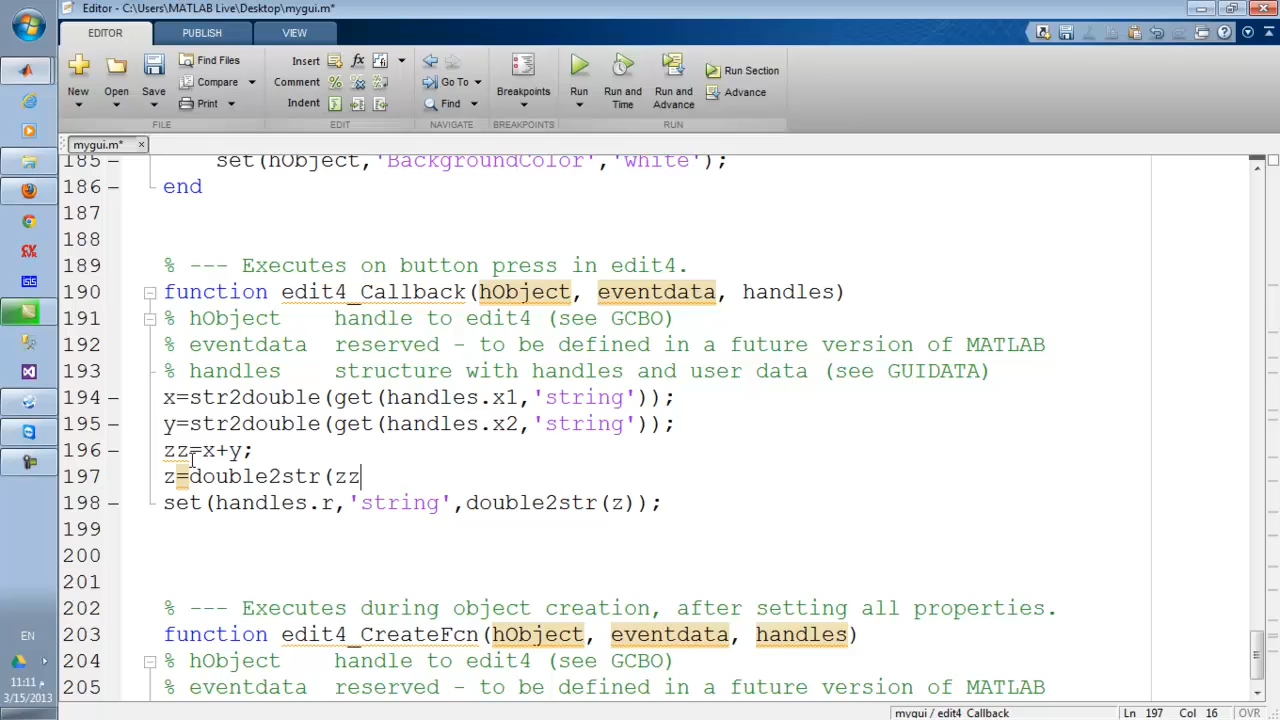 Editor - C:\Users\MATLAB Live\Desktop\mygui.m*
EDITOR PUBLISH VIEW
New Open Save
Find Files
Compare
Print
FILE
Insert
Comment
Indent
EDIT
Go To
Find
NAVIGATE
Breakpoints
BREAKPOINTS
Run
Run and Time
Run and Advance
Run Section
Advance
RUN
mygui.m*
185 – set(hObject,'BackgroundColor','white');
186 – end
187
188
189 % --- Executes on button press in edit4.
190 function edit4_Callback(hObject, eventdata, handles)
191 % hObject    handle to edit4 (see GCBO)
192 % eventdata  reserved - to be defined in a future version of MATLAB
193 % handles    structure with handles and user data (see GUIDATA)
194 – x=str2double(get(handles.x1,'string'));
195 – y=str2double(get(handles.x2,'string'));
196 – zz=x+y;
197 z=double2str(zz
198 – set(handles.r,'string',double2str(z));
199
200
201
202 % --- Executes during object creation, after setting all properties.
203 function edit4_CreateFcn(hObject, eventdata, handles)
204 % hObject    handle to edit4 (see GCBO)
205 % eventdata  reserved - to be defined in a future version of MATLAB
CV
AVR
ISIS
EN
11:11 م
3/15/2013
mygui / edit4_Callback Ln 197 Col 16 OVR